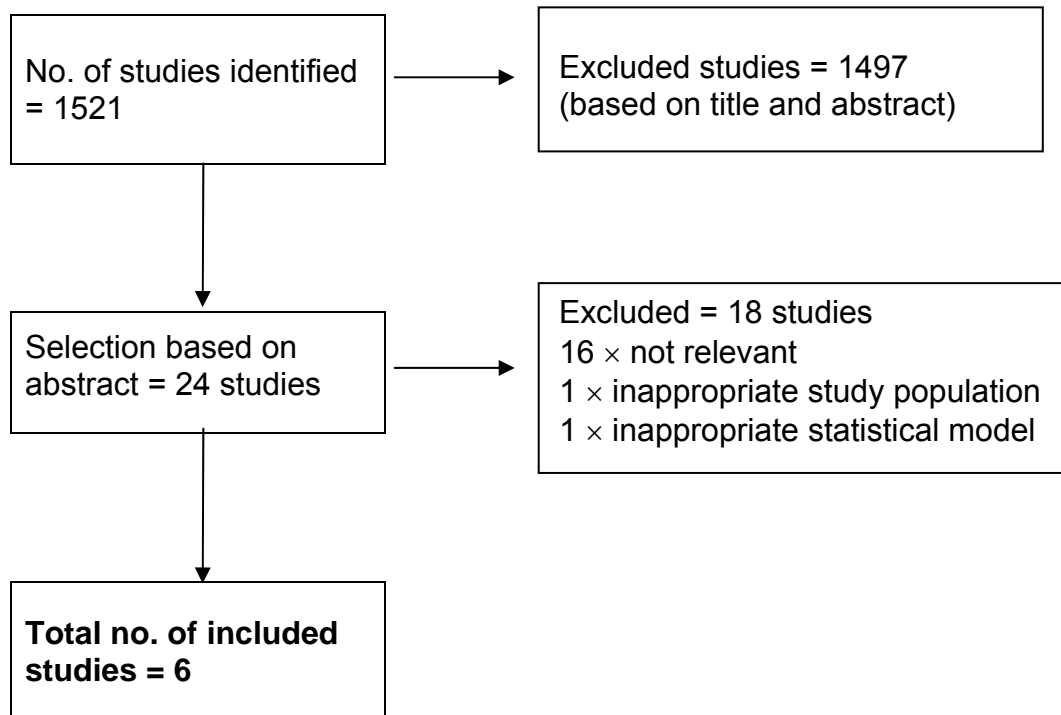 No. of studies identified
= 1521
Excluded studies = 1497
(based on title and abstract)
Selection based on
abstract = 24 studies
Excluded = 18 studies
16 × not relevant
1 × inappropriate study population
1 × inappropriate statistical model
Total no. of included
studies = 6